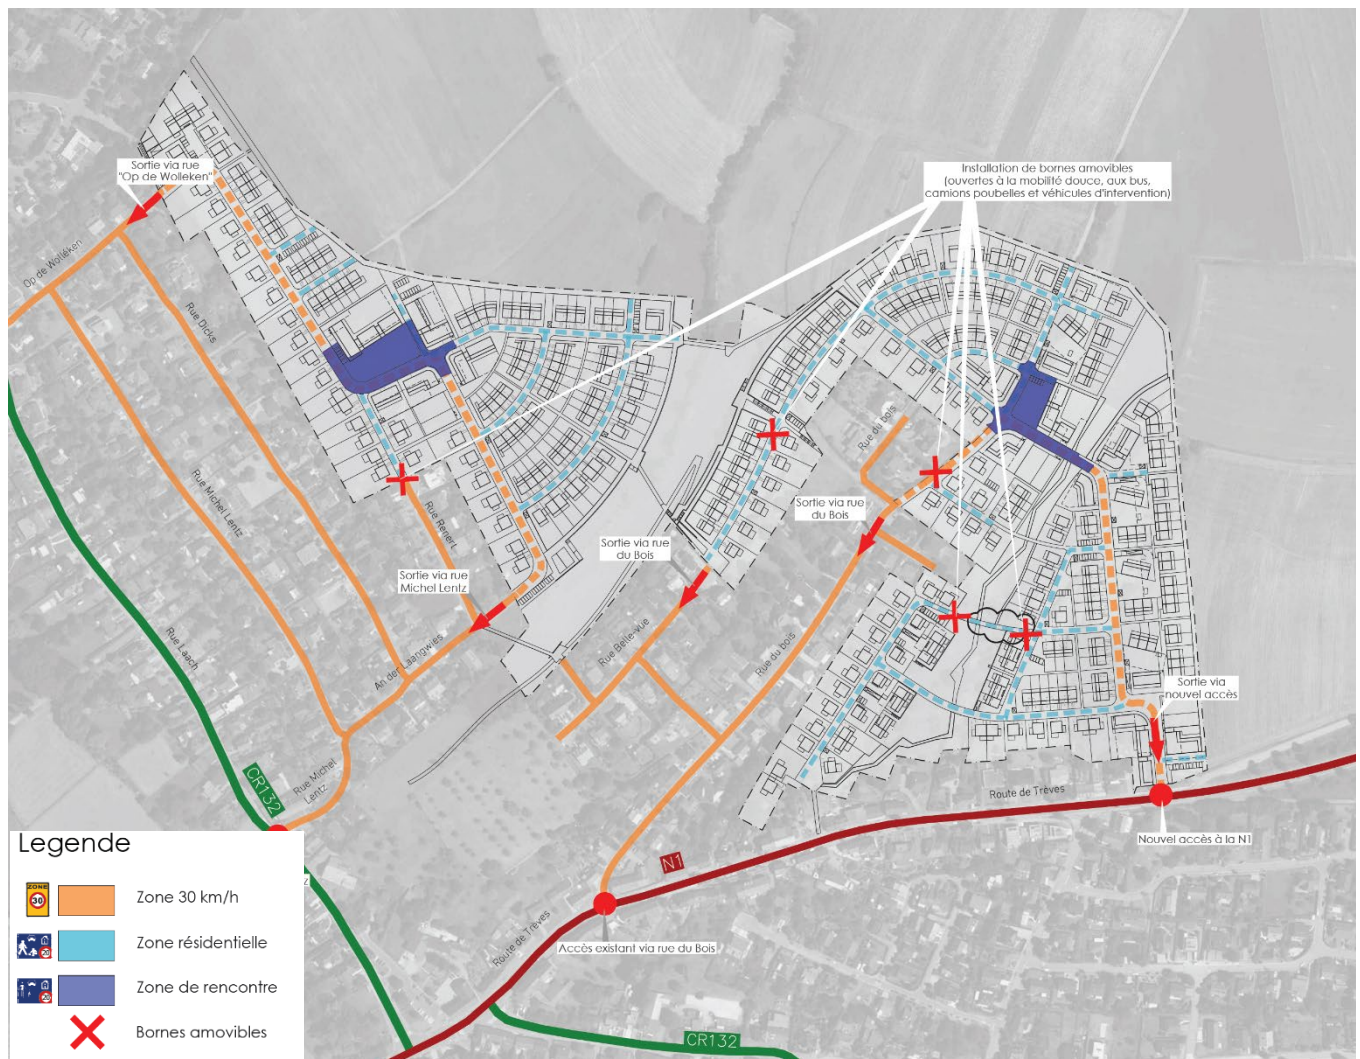 Sortie via rue
"Op de Wolleken"
Installation de bornes amovibles
(ouvertes à la mobilité douce, aux bus,
camions poubelles et véhicules d'intervention)
Op de Wolléken
Rue Dicks
Rue Michel Lentz
Rue Laach
Rue Renert
Sortie via rue
Michel Lentz
An der Laangwies
Rue Michel
Lentz
CR132
Sortie via rue
du Bois
Rue Belle-vue
Rue du bois
Sortie via rue
du Bois
Rue du bois
Sortie via
nouvel accès
Route de Trèves
Nouvel accès à la N1
N1
Route de Trèves
Accès existant via rue du Bois
CR132
Legende
ZONE
30
Zone 30 km/h
20
Zone résidentielle
20
Zone de rencontre
Bornes amovibles